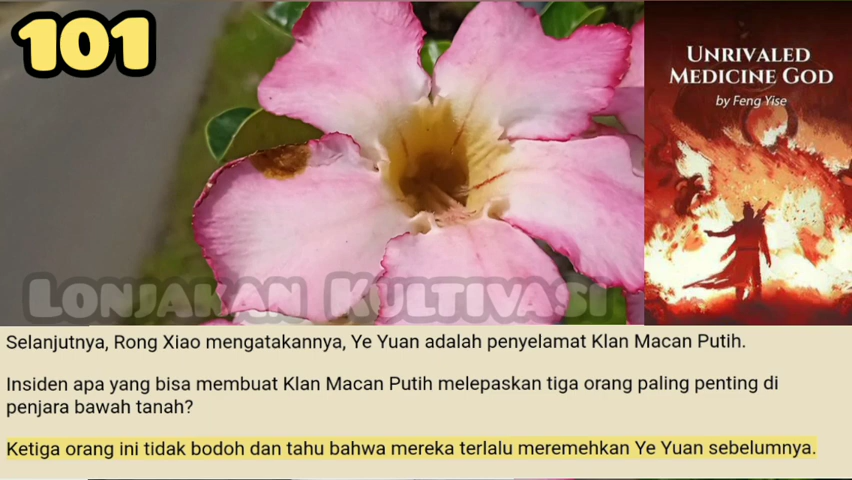 101
UNRIVALED
MEDICINE GOD
by Feng Yise
LONJAKAN KULTIVASI
Selanjutnya, Rong Xiao mengatakannya, Ye Yuan adalah penyelamat Klan Macan Putih.
Insiden apa yang bisa membuat Klan Macan Putih melepaskan tiga orang paling penting di
penjara bawah tanah?
Ketiga orang ini tidak bodoh dan tahu bahwa mereka terlalu meremehkan Ye Yuan sebelumnya.